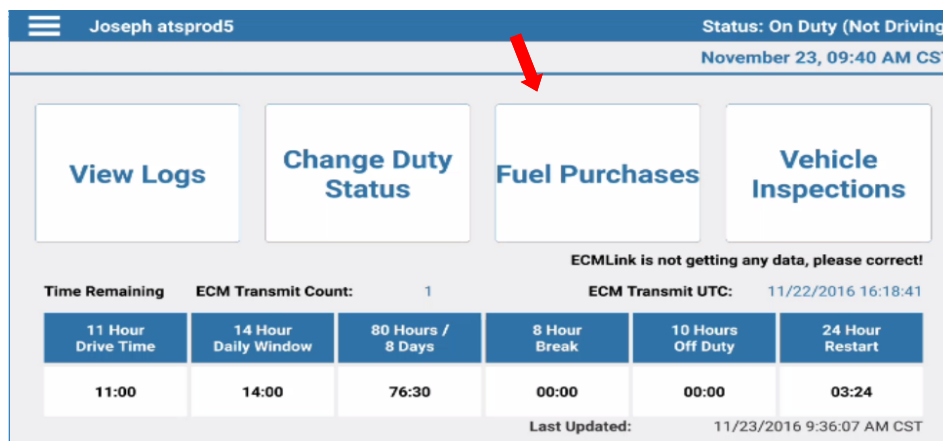 Joseph atsprod5 Status: On Duty (Not Driving
November 23, 09:40 AM CST
View Logs
Change Duty
Status
Fuel Purchases
Vehicle
Inspections
ECMLink is not getting any data, please correct!
Time Remaining ECM Transmit Count: 1 ECM Transmit UTC: 11/22/2016 16:18:41
11 Hour
Drive Time
14 Hour
Daily Window
80 Hours /
8 Days
8 Hour
Break
10 Hours
Off Duty
24 Hour
Restart
11:00 14:00 76:30 00:00 00:00 03:24
Last Updated: 11/23/2016 9:36:07 AM CST